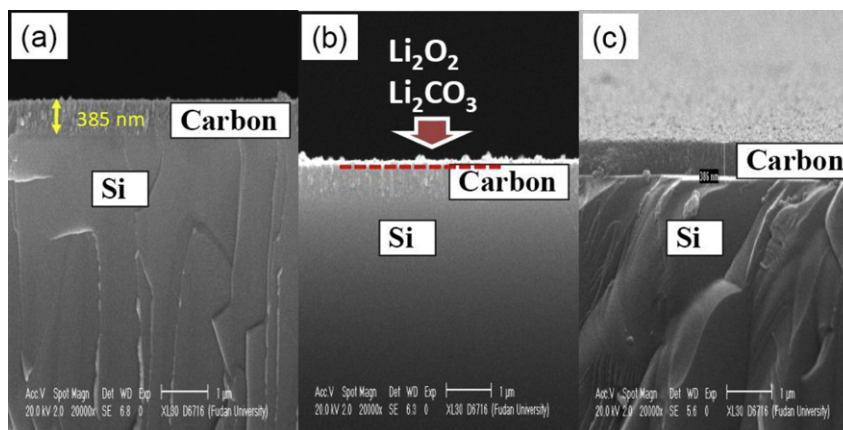 (a)
385 nm
Carbon
Si
Acc.V Spot Magn Det WD Exp 1 µm
20.0 kV 2.0 20000x SE 6.8 0 XL30 D6716 (Fudan University)
(b)
Li₂O₂
Li₂CO₃
Carbon
Si
Acc.V Spot Magn Det WD Exp 1 µm
20.0 kV 2.0 20000x SE 6.3 0 XL30 D6716 (Fudan University)
(c)
Carbon
386 nm
Si
Acc.V Spot Magn Det WD Exp 1 µm
20.0 kV 2.0 20000x SE 5.6 0 XL30 D6716 (Fudan University)